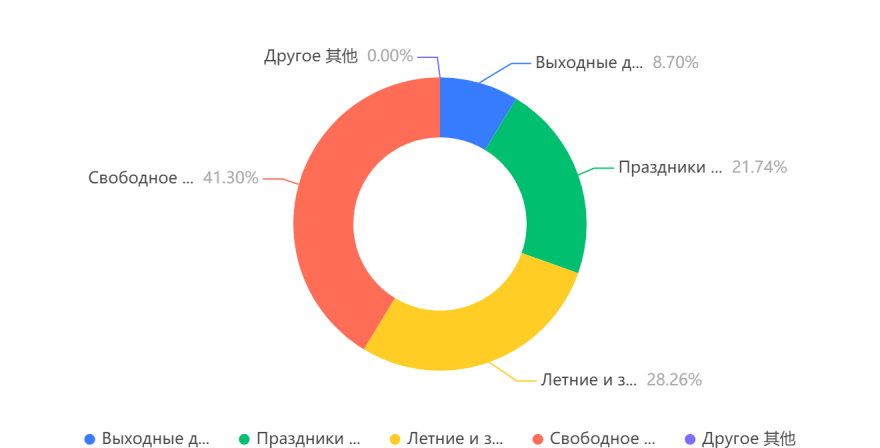 Другое 其他 0.00%
Выходные д... 8.70%
Праздники ... 21.74%
Свободное ... 41.30%
Летние и з... 28.26%
Выходные д... Праздники ... Летние и з... Свободное ... Другое 其他